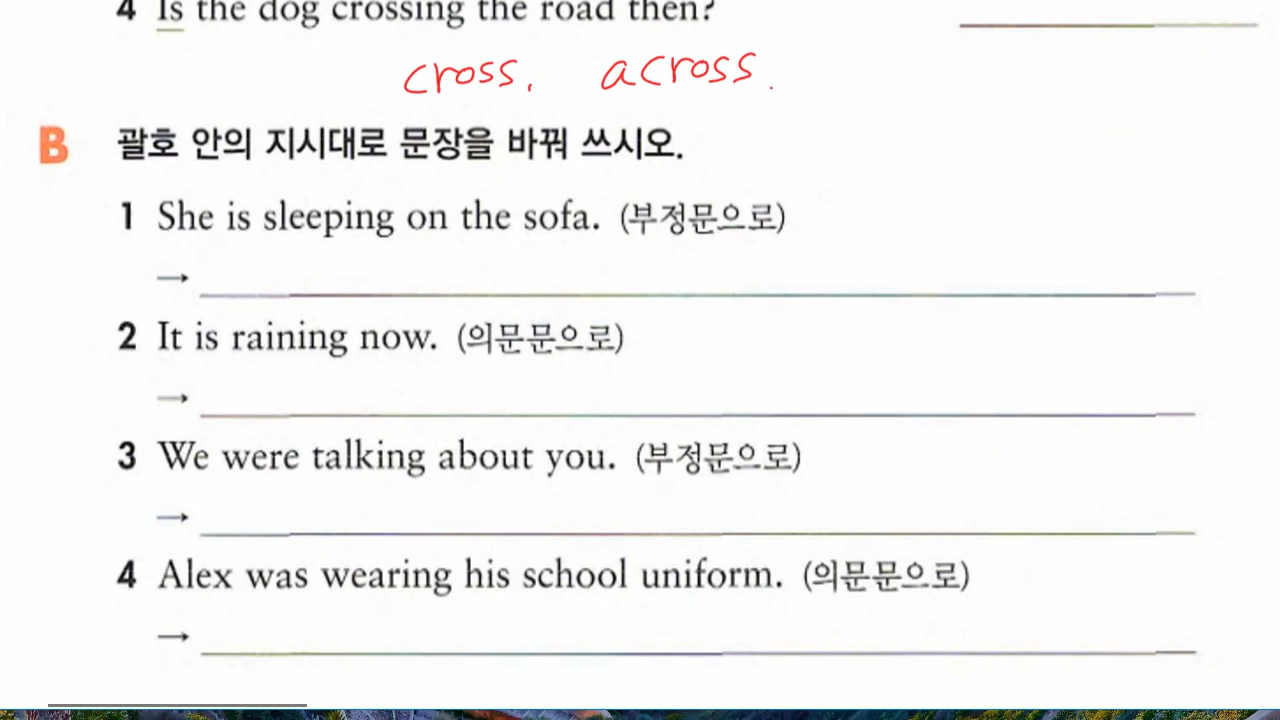 4 Is the dog crossing the road then?
cross, across.
B 괄호 안의 지시대로 문장을 바꿔 쓰시오.
1 She is sleeping on the sofa. (부정문으로)
→
2 It is raining now. (의문문으로)
→
3 We were talking about you. (부정문으로)
→
4 Alex was wearing his school uniform. (의문문으로)
→